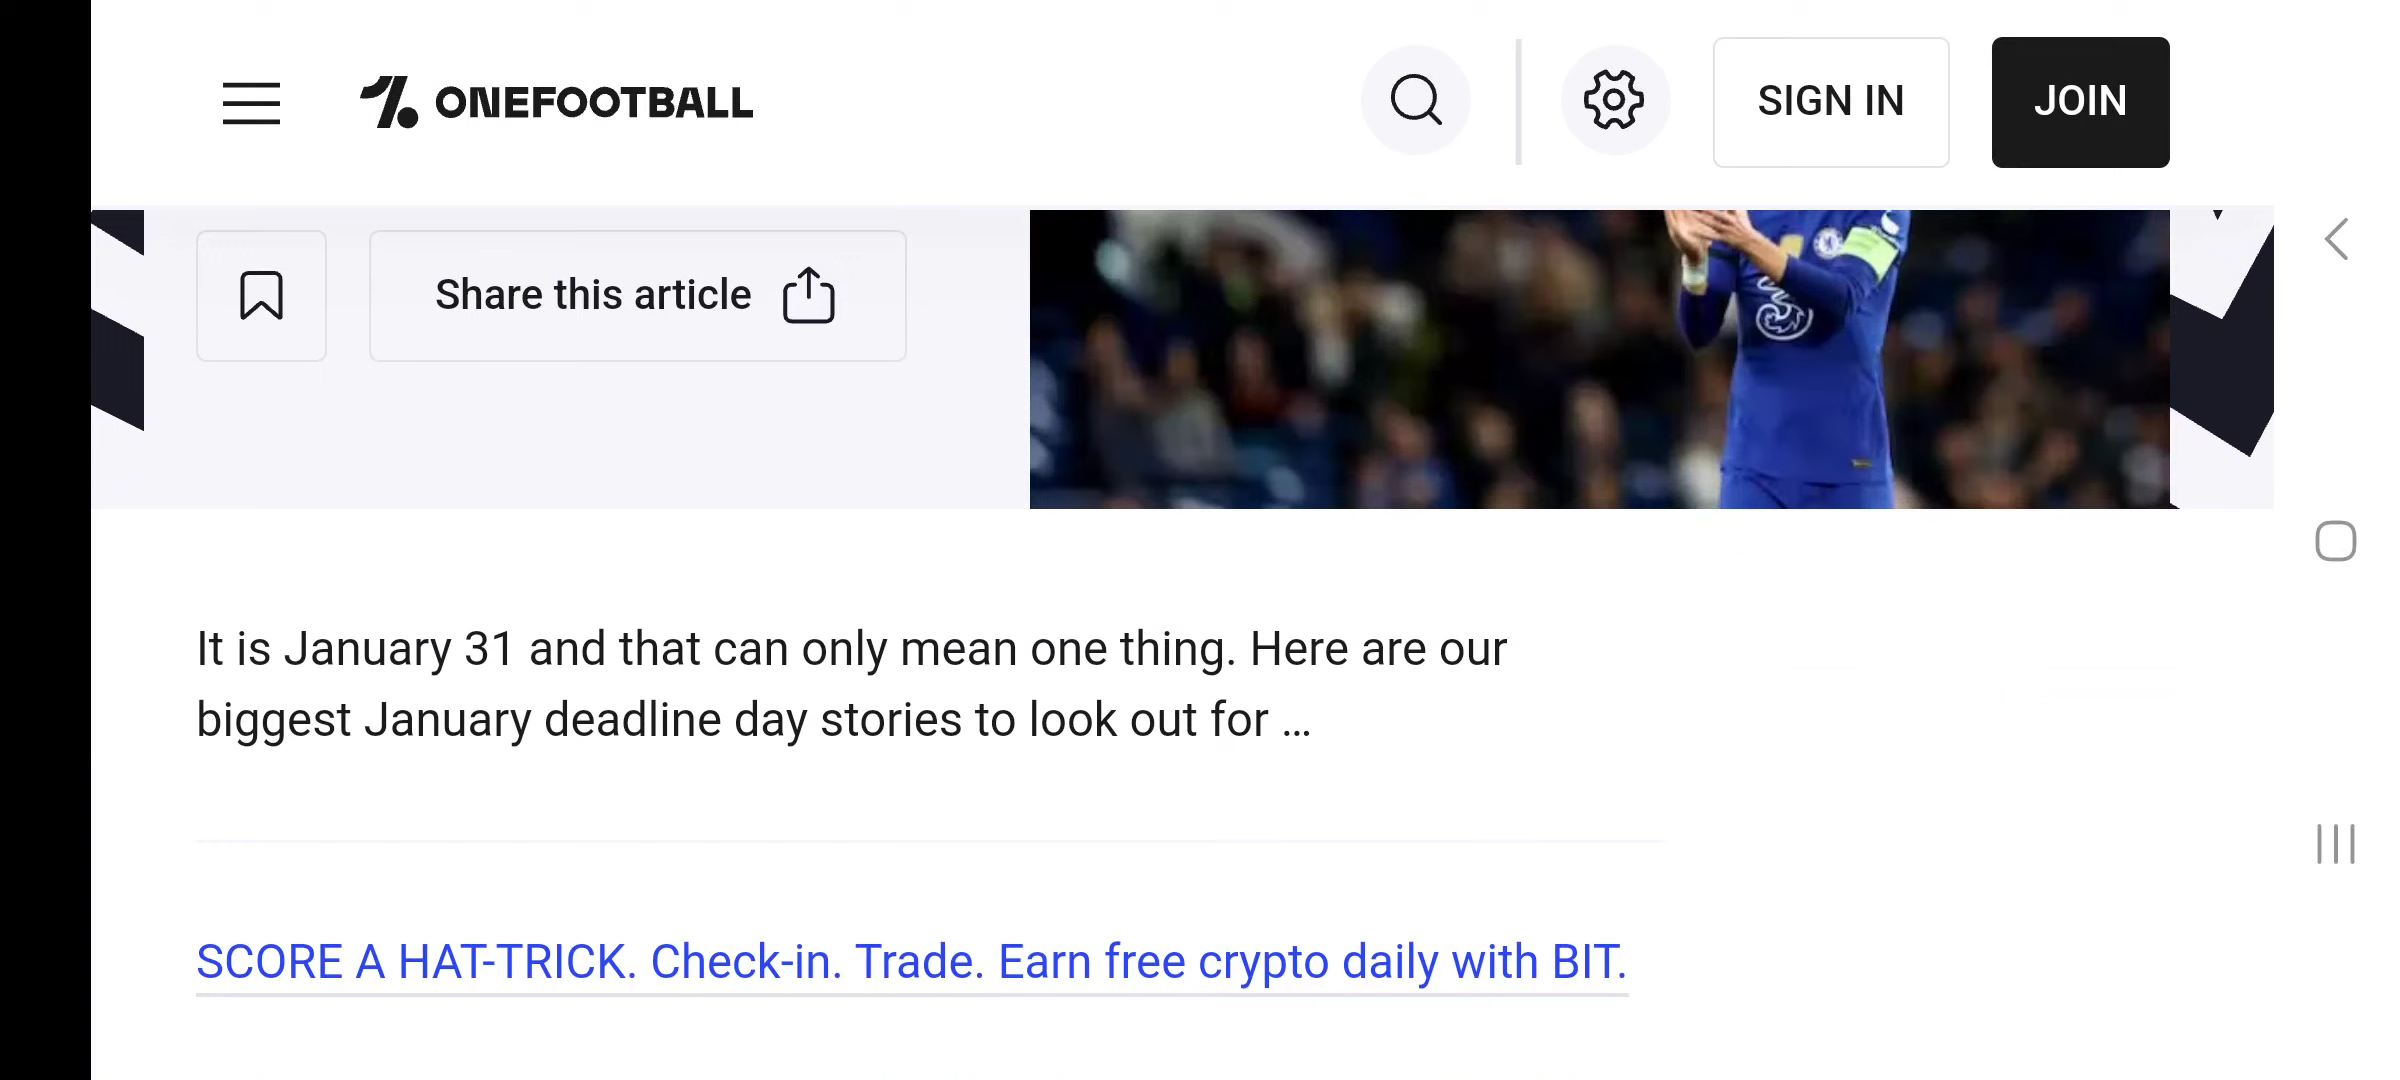 ONEFOOTBALL
SIGN IN
JOIN
Share this article
It is January 31 and that can only mean one thing. Here are our
biggest January deadline day stories to look out for ...
SCORE A HAT-TRICK. Check-in. Trade. Earn free crypto daily with BIT.